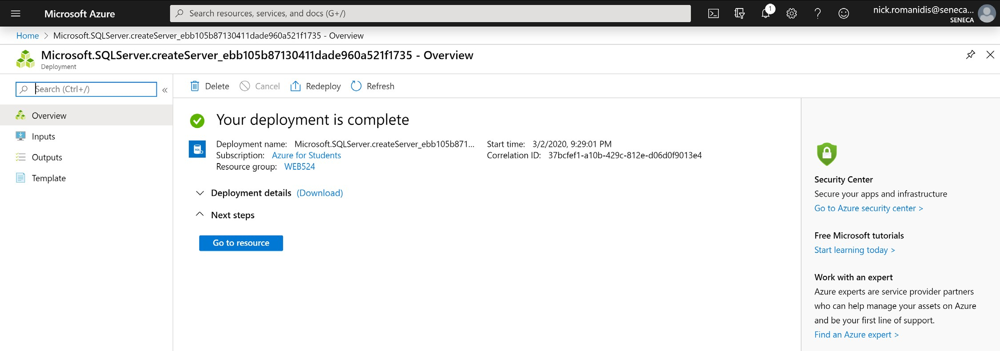 Microsoft Azure
Search resources, services, and docs (G+/)
1
nick.romanidis@seneca...
SENECA
Home > Microsoft.SQLServer.createServer_ebb105b87130411dade960a521f1735 - Overview
Microsoft.SQLServer.createServer_ebb105b87130411dade960a521f1735 - Overview
Deployment
Search (Ctrl+/)
«
Overview
Inputs
Outputs
Template
Delete
Cancel
Redeploy
Refresh
Your deployment is complete
SQL
Deployment name: Microsoft.SQLServer.createServer_ebb105b871...
Subscription: Azure for Students
Resource group: WEB524
Start time: 3/2/2020, 9:29:01 PM
Correlation ID: 37bcfef1-a10b-429c-812e-d06d0f9013e4
Deployment details (Download)
Next steps
Go to resource
Security Center
Secure your apps and infrastructure
Go to Azure security center >
Free Microsoft tutorials
Start learning today >
Work with an expert
Azure experts are service provider partners
who can help manage your assets on Azure
and be your first line of support.
Find an Azure expert >